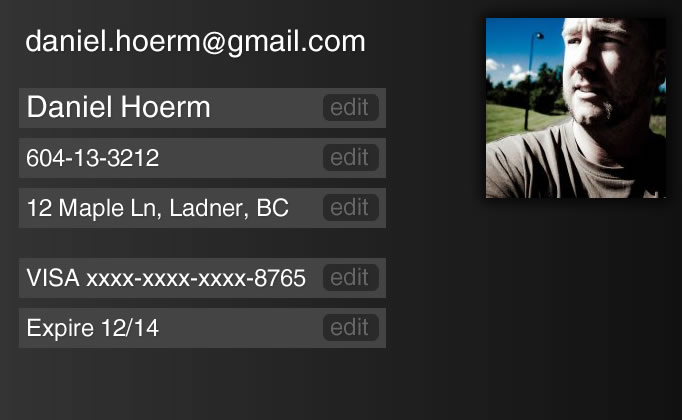 daniel.hoerm@gmail.com
Daniel Hoerm edit
604-13-3212 edit
12 Maple Ln, Ladner, BC edit
VISA xxxx-xxxx-xxxx-8765 edit
Expire 12/14 edit